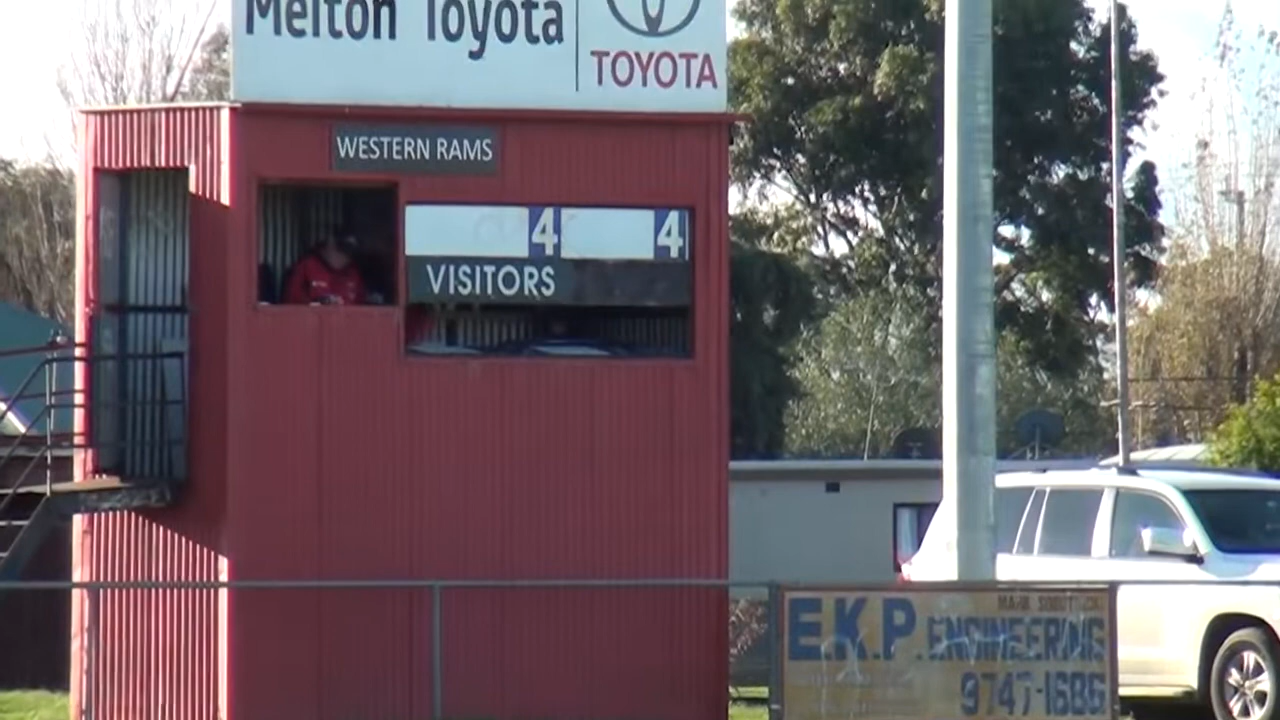 Melton Toyota
TOYOTA
WESTERN RAMS
4 4
VISITORS
E.K.P. ENGINEERING
9747-1686